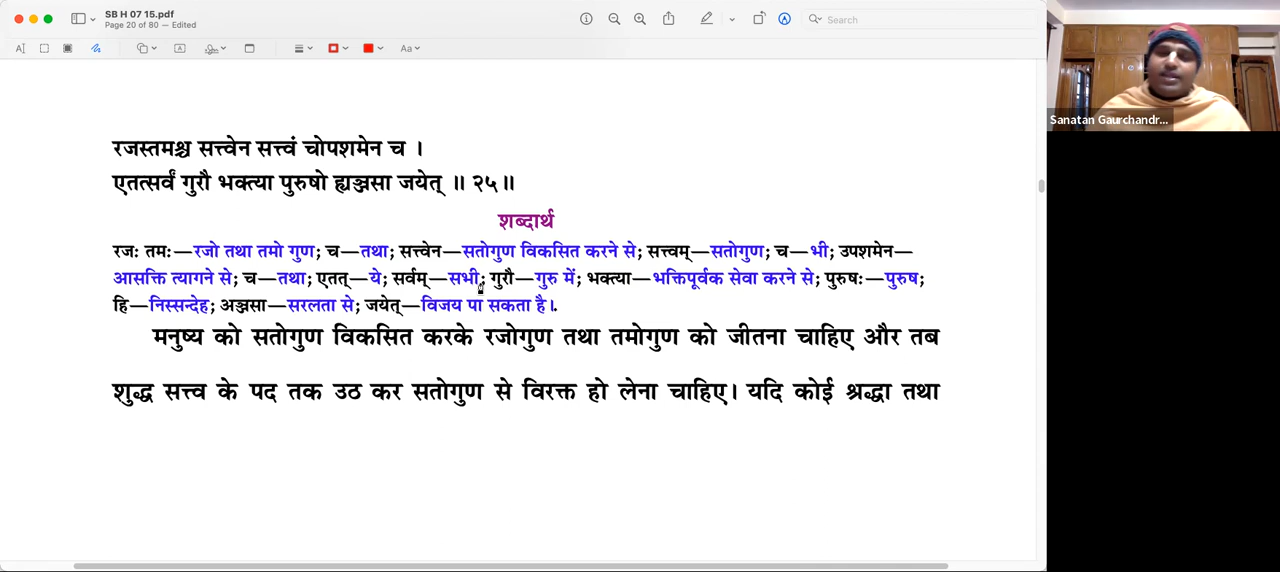 SB H 07 15.pdf
Page 20 of 80 — Edited
Search
Aa
Sanatan Gaurchandr...
रजस्तमश्च सत्त्वेन सत्त्वं चोपशमेन च ।
एतत्सर्वं गुरौ भक्त्या पुरुषो ह्यञ्जसा जयेत् ॥ २५॥
शब्दार्थ
रजः तमः—रजो तथा तमो गुण; च—तथा; सत्त्वेन—सतोगुण विकसित करने से; सत्त्वम्—सतोगुण; च—भी; उपशमेन—
आसक्ति त्यागने से; च—तथा; एतत्—ये; सर्वम्—सभी; गुरौ—गुरु में; भक्त्या—भक्तिपूर्वक सेवा करने से; पुरुषः—पुरुष;
हि—निस्सन्देह; अञ्जसा—सरलता से; जयेत्—विजय पा सकता है।.
मनुष्य को सतोगुण विकसित करके रजोगुण तथा तमोगुण को जीतना चाहिए और तब
शुद्ध सत्त्व के पद तक उठ कर सतोगुण से विरक्त हो लेना चाहिए। यदि कोई श्रद्धा तथा